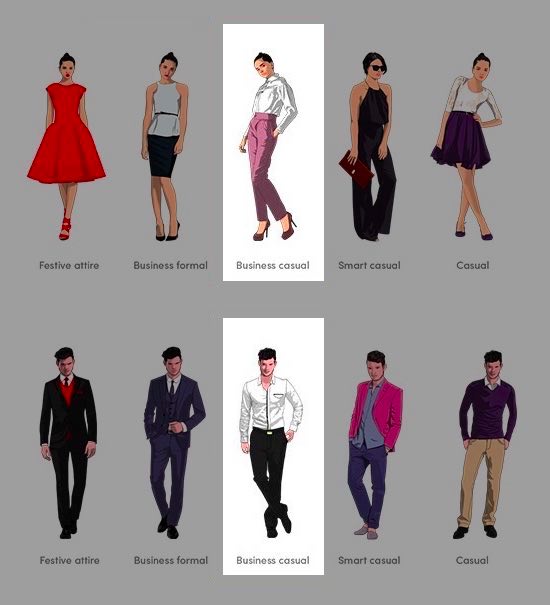 Festive attire
Business formal
Business casual
Smart casual
Casual
Festive attire
Business formal
Business casual
Smart casual
Casual